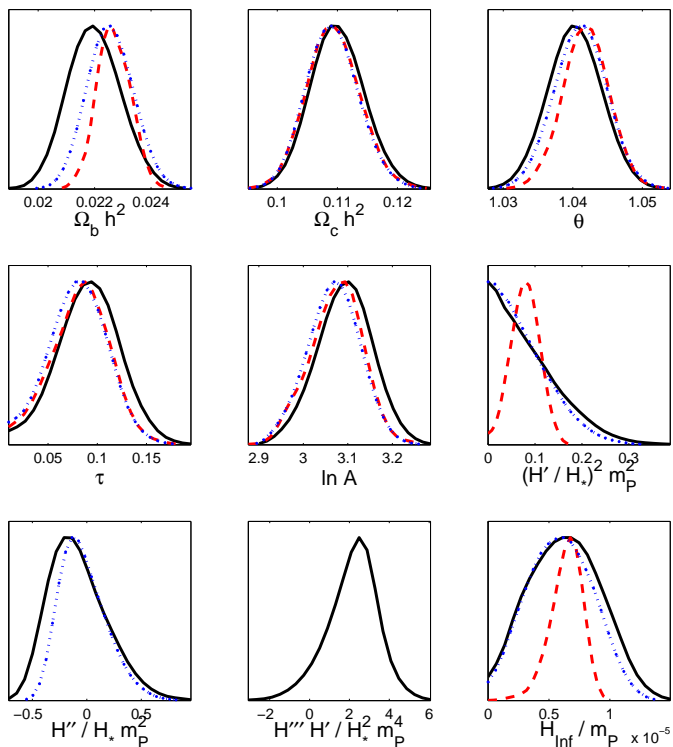 0.02 0.022 0.024
Ω_b h^2
0.1 0.11 0.12
Ω_c h^2
1.03 1.04 1.05
θ
0.05 0.1 0.15
τ
2.9 3 3.1 3.2
ln A
0 0.1 0.2 0.3
(H' / H_*)^2 m_P^2
−0.5 0 0.5
H'' / H_* m_P^2
−2 0 2 4 6
H''' H' / H_*^2 m_P^4
0 1
H_Inf / m_P x 10^-5